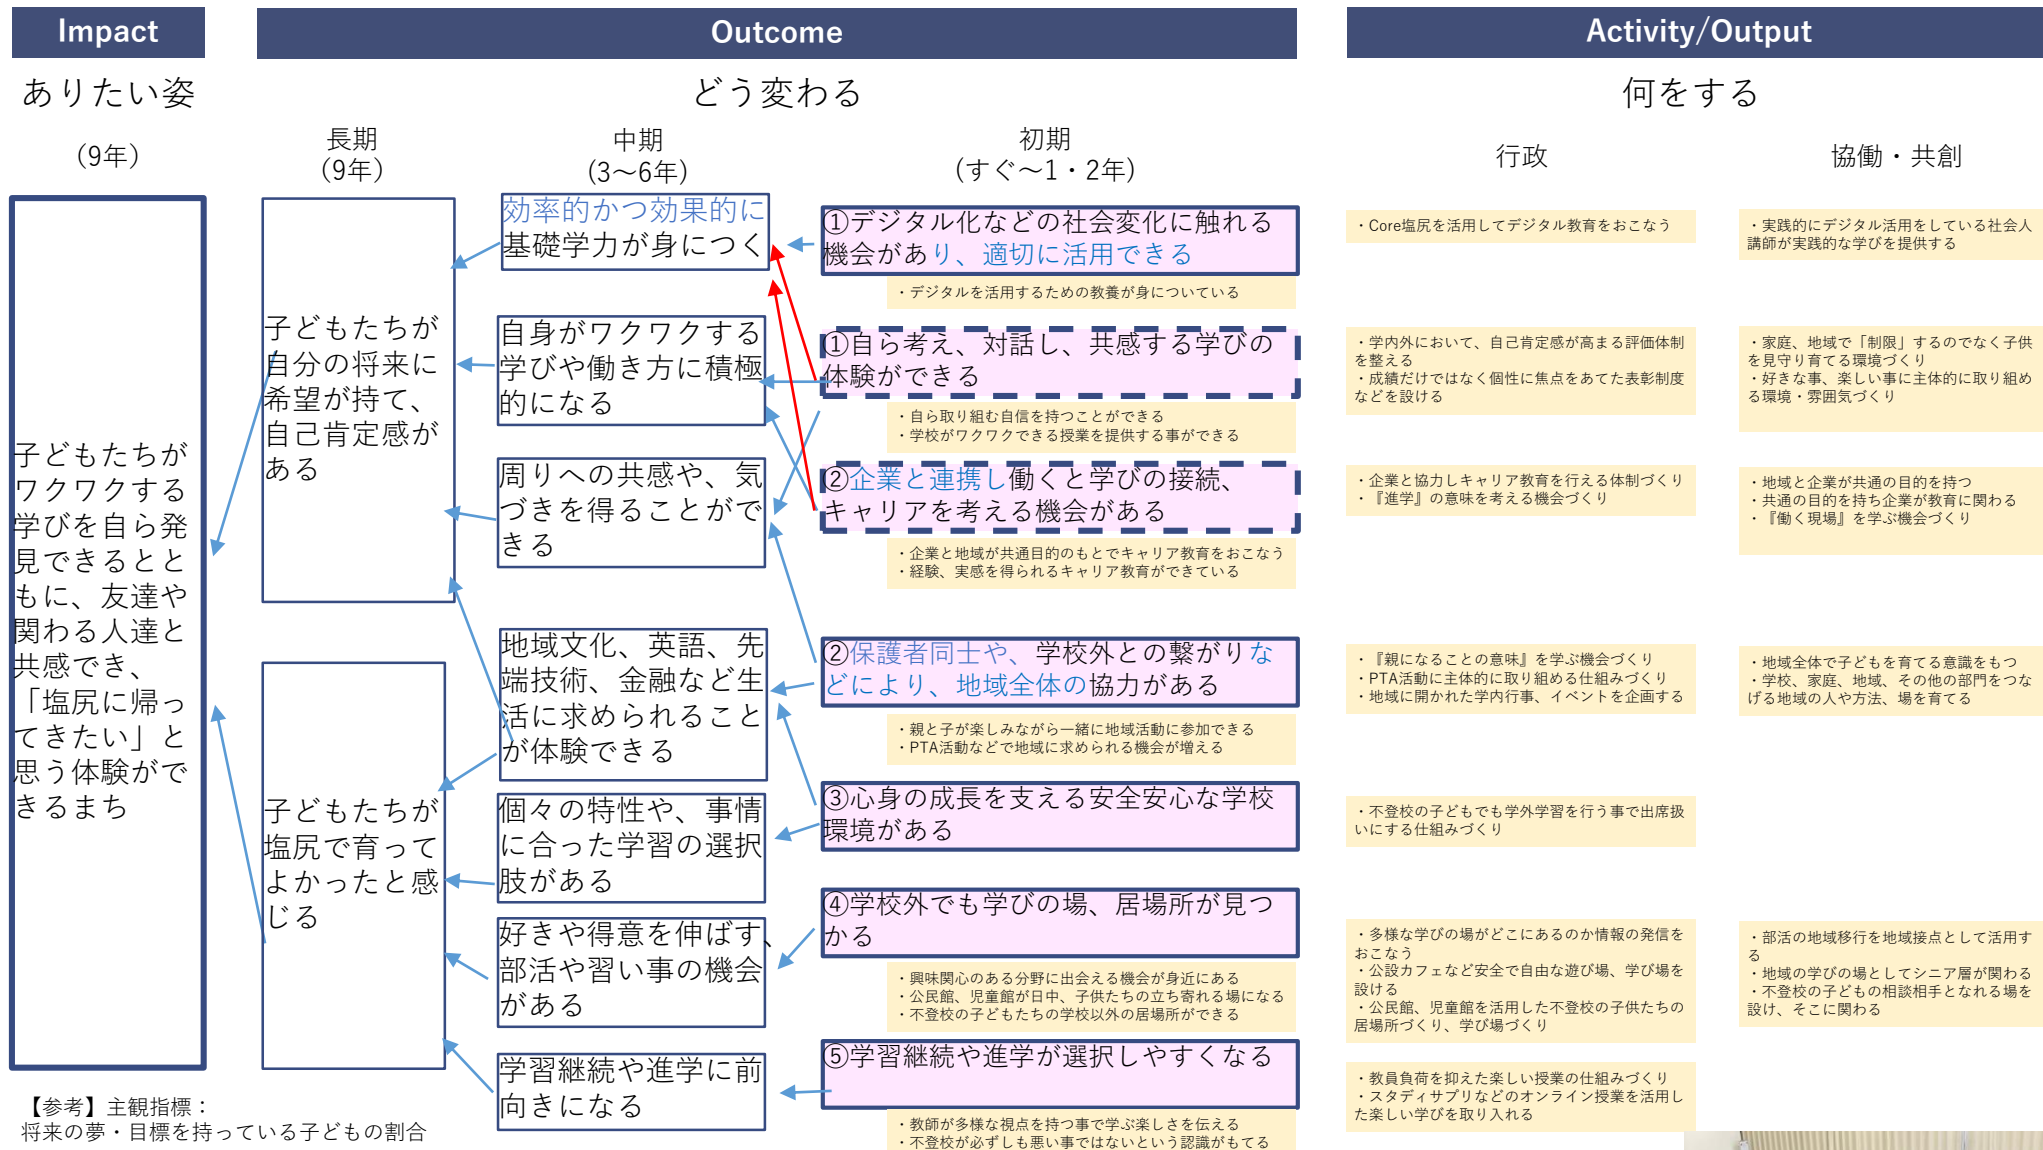 Impact
Outcome
Activity/Output
ありたい姿
どう変わる
何をする
(9年)
長期
(9年)
中期
(3～6年)
初期
(すぐ～1・2年)
行政
協働・共創
子どもたちが
ワクワクする
学びを自ら発
見できるとと
もに、友達や
関わる人達と
共感でき、
「塩尻に帰っ
てきたい」と
思う体験がで
きるまち
子どもたちが
自分の将来に
希望が持て、
自己肯定感が
ある
子どもたちが
塩尻で育って
よかったと感
じる
効率的かつ効果的に
基礎学力が身につく
自身がワクワクする
学びや働き方に積極
的になる
周りへの共感や、気
づきを得ることがで
きる
地域文化、英語、先
端技術、金融など生
活に求められること
が体験できる
個々の特性や、事情
に合った学習の選択
肢がある
好きや得意を伸ばす、
部活や習い事の機会
がある
学習継続や進学に前
向きになる
①デジタル化などの社会変化に触れる
機会があり、適切に活用できる
・デジタルを活用するための教養が身についている
①自ら考え、対話し、共感する学びの
体験ができる
・自ら取り組む自信を持つことができる
・学校がワクワクできる授業を提供する事ができる
②企業と連携し働くと学びの接続、
キャリアを考える機会がある
・企業と地域が共通目的のもとでキャリア教育をおこなう
・経験、実感を得られるキャリア教育ができている
②保護者同士や、学校外との繋がりな
どにより、地域全体の協力がある
・親と子が楽しみながら一緒に地域活動に参加できる
・PTA活動などで地域に求められる機会が増える
③心身の成長を支える安全安心な学校
環境がある
④学校外でも学びの場、居場所が見つ
かる
・興味関心のある分野に出会える機会が身近にある
・公民館、児童館が日中、子供たちの立ち寄れる場になる
・不登校の子どもたちの学校以外の居場所ができる
⑤学習継続や進学が選択しやすくなる
・教師が多様な視点を持つ事で学ぶ楽しさを伝える
・不登校が必ずしも悪い事ではないという認識がもてる
・Core塩尻を活用してデジタル教育をおこなう
・学内外において、自己肯定感が高まる評価体制
を整える
・成績だけではなく個性に焦点をあてた表彰制度
などを設ける
・企業と協力しキャリア教育を行える体制づくり
・『進学』の意味を考える機会づくり
・『親になることの意味』を学ぶ機会づくり
・PTA活動に主体的に取り組める仕組みづくり
・地域に開かれた学内行事、イベントを企画する
・不登校の子どもでも学外学習を行う事で出席扱
いにする仕組みづくり
・多様な学びの場がどこにあるのか情報の発信を
おこなう
・公設カフェなど安全で自由な遊び場、学び場を
設ける
・公民館、児童館を活用した不登校の子供たちの
居場所づくり、学び場づくり
・教員負荷を抑えた楽しい授業の仕組みづくり
・スタディサプリなどのオンライン授業を活用し
た楽しい学びを取り入れる
・実践的にデジタル活用をしている社会人
講師が実践的な学びを提供する
・家庭、地域で「制限」するのでなく子供
を見守り育てる環境づくり
・好きな事、楽しい事に主体的に取り組め
る環境・雰囲気づくり
・地域と企業が共通の目的を持つ
・共通の目的を持ち企業が教育に関わる
・『働く現場』を学ぶ機会づくり
・地域全体で子どもを育てる意識をもつ
・学校、家庭、地域、その他の部門をつな
げる地域の人や方法、場を育てる
・部活の地域移行を地域接点として活用す
る
・地域の学びの場としてシニア層が関わる
・不登校の子どもの相談相手となれる場を
設け、そこに関わる
【参考】主観指標：
将来の夢・目標を持っている子どもの割合